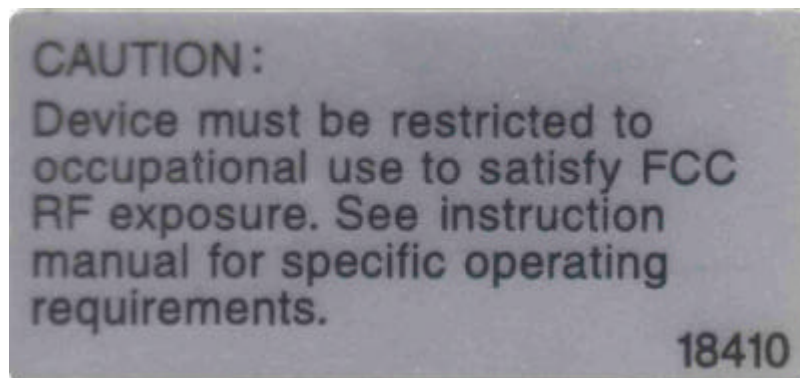 CAUTION:
Device must be restricted to
occupational use to satisfy FCC
RF exposure. See instruction
manual for specific operating
requirements.
18410